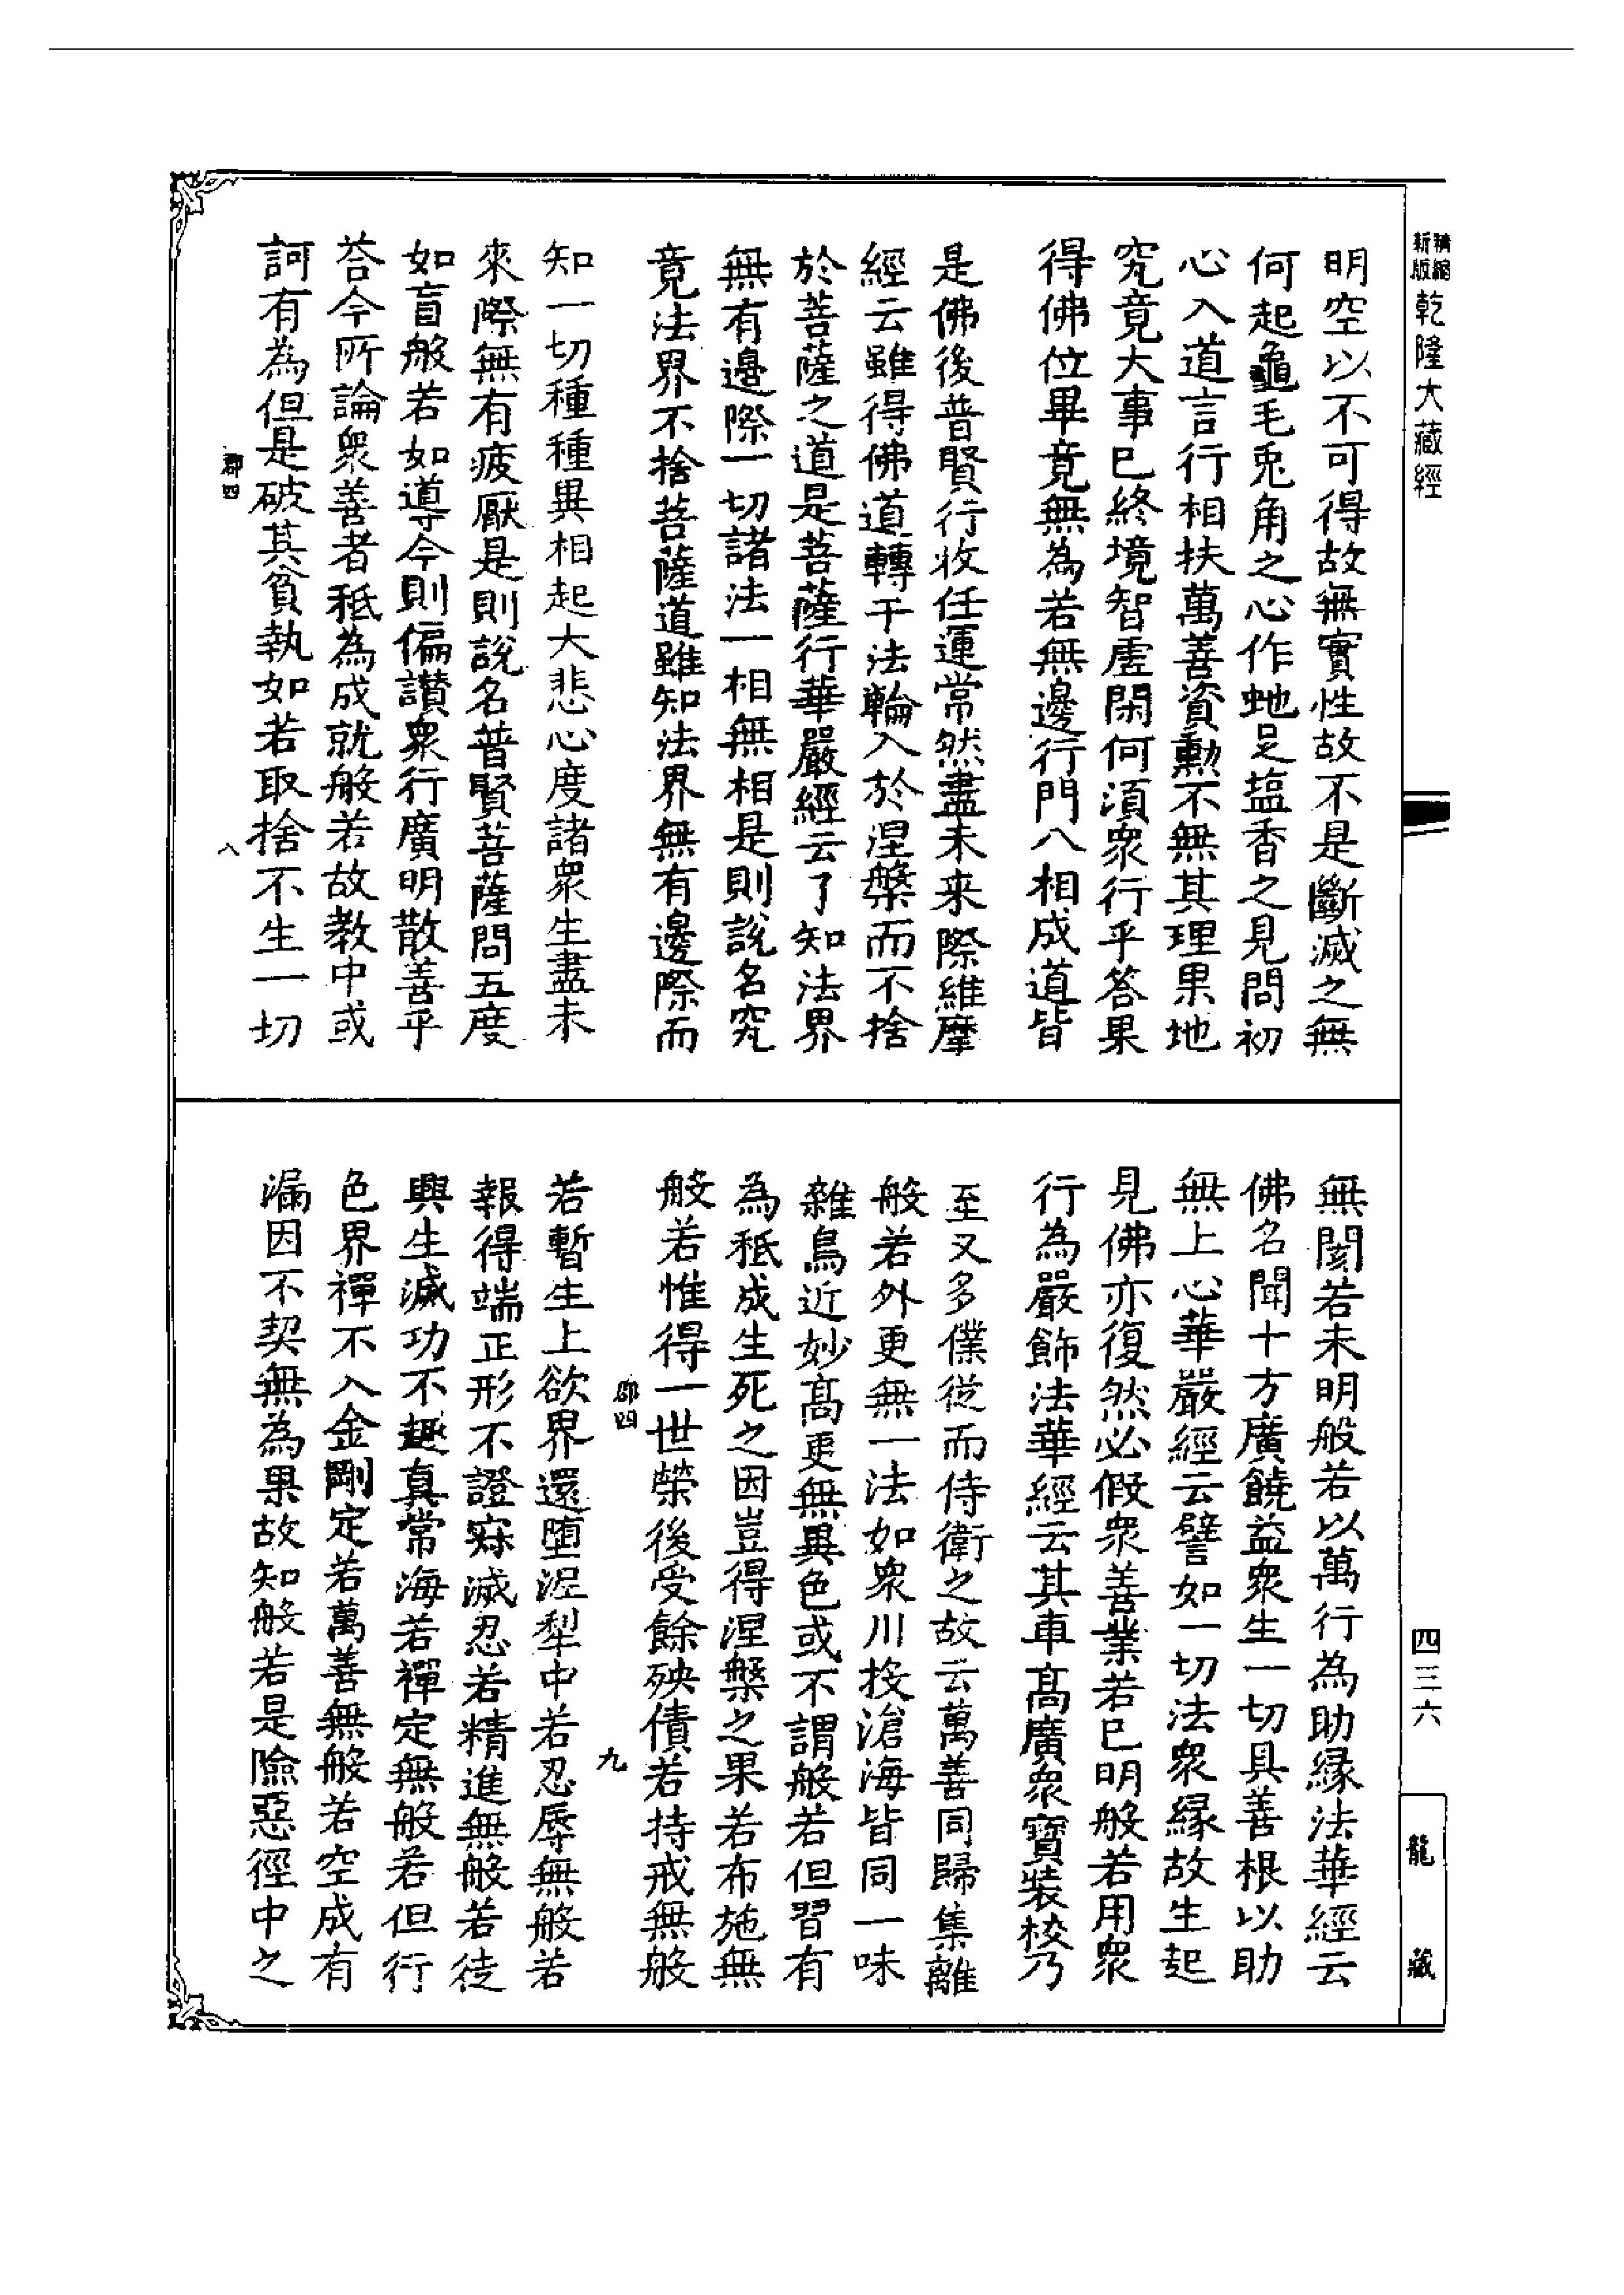 精縮新版乾隆大藏經
明空以不可得故無實性故不是斷滅之無
何起龜毛兎角之心作虵足塩香之見問初
心入道言行相扶萬善資勳不無其理果地
究竟大事已終境智虛閑何須衆行乎答果
得佛位畢竟無為若無邊行門八相成道皆
是佛後普賢行收任運常然盡未來際維摩
經云雖得佛道轉于法輪入於涅槃而不捨
於菩薩之道是菩薩行華嚴經云了知法界
無有邊際一切諸法一相無相是則說名究
竟法界不捨菩薩道雖知法界無有邊際而
知一切種種異相起大悲心度諸衆生盡未
來際無有疲厭是則說名普賢菩薩問五度
如盲般若如導今則偏讚衆行廣明散善乎
荅今所論衆善者秖為成就般若故教中或
訶有為但是破其貪執如若取捨不生一切
郡四
八
無閡若未明般若以萬行為助緣法華經云
佛名聞十方廣饒益衆生一切具善根以助
無上心華嚴經云譬如一切法衆緣故生起
見佛亦復然必假衆善業若已明般若用衆
行為嚴飾法華經云其車高廣衆寶裝校乃
至又多僕從而侍衛之故云萬善同歸集離
般若外更無一法如衆川投滄海皆同一味
雜鳥近妙高更無異色或不謂般若但習有
為秖成生死之因豈得涅槃之果若布施無
般若惟得一世榮後受餘殃債若持戒無般
郡四
九
若暫生上欲界還墮泥犁中若忍辱無般若
報得端正形不證寂滅忍若精進無般若徒
興生滅功不趣真常海若禪定無般若但行
色界禪不入金剛定若萬善無般若空成有
漏因不契無為果故知般若是險惡徑中之
四三六
龍藏